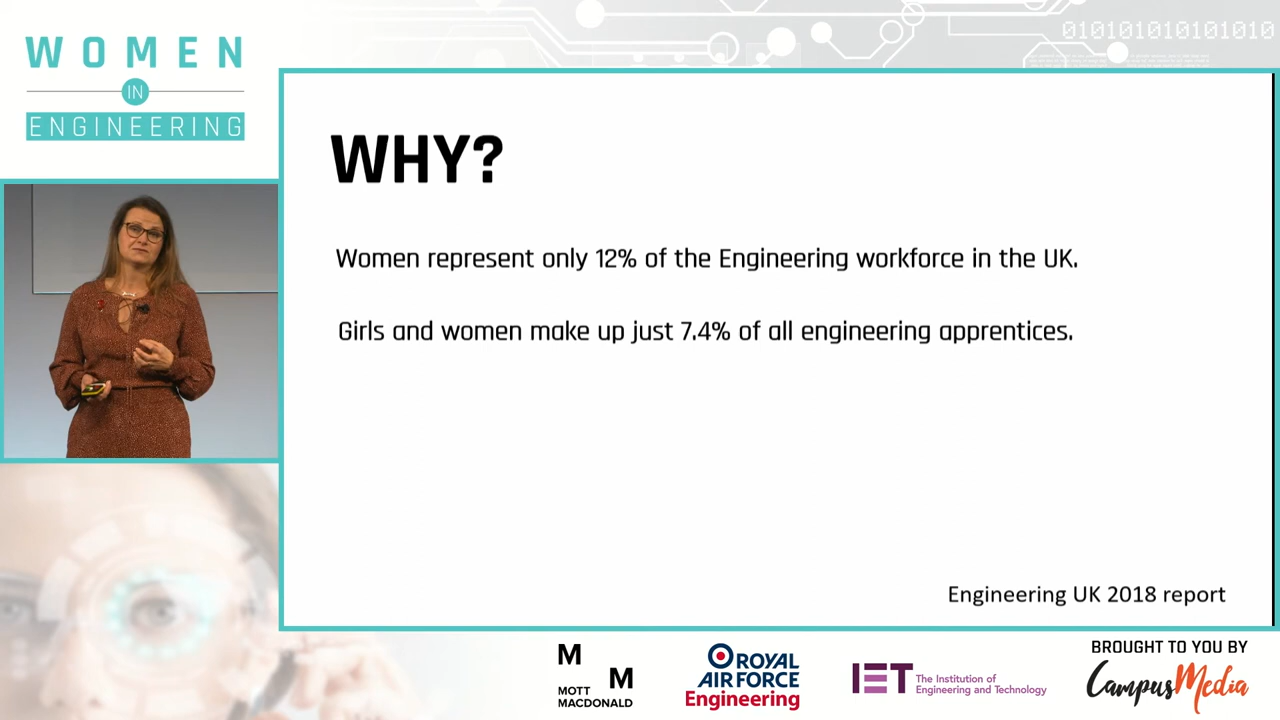 WOMEN
IN
ENGINEERING
010101010101010
WHY?
Women represent only 12% of the Engineering workforce in the UK.
Girls and women make up just 7.4% of all engineering apprentices.
Engineering UK 2018 report
M
M
MOTT
MACDONALD
ROYAL
AIR FORCE
Engineering
IET The Institution of
Engineering and Technology
BROUGHT TO YOU BY
CampusMedia